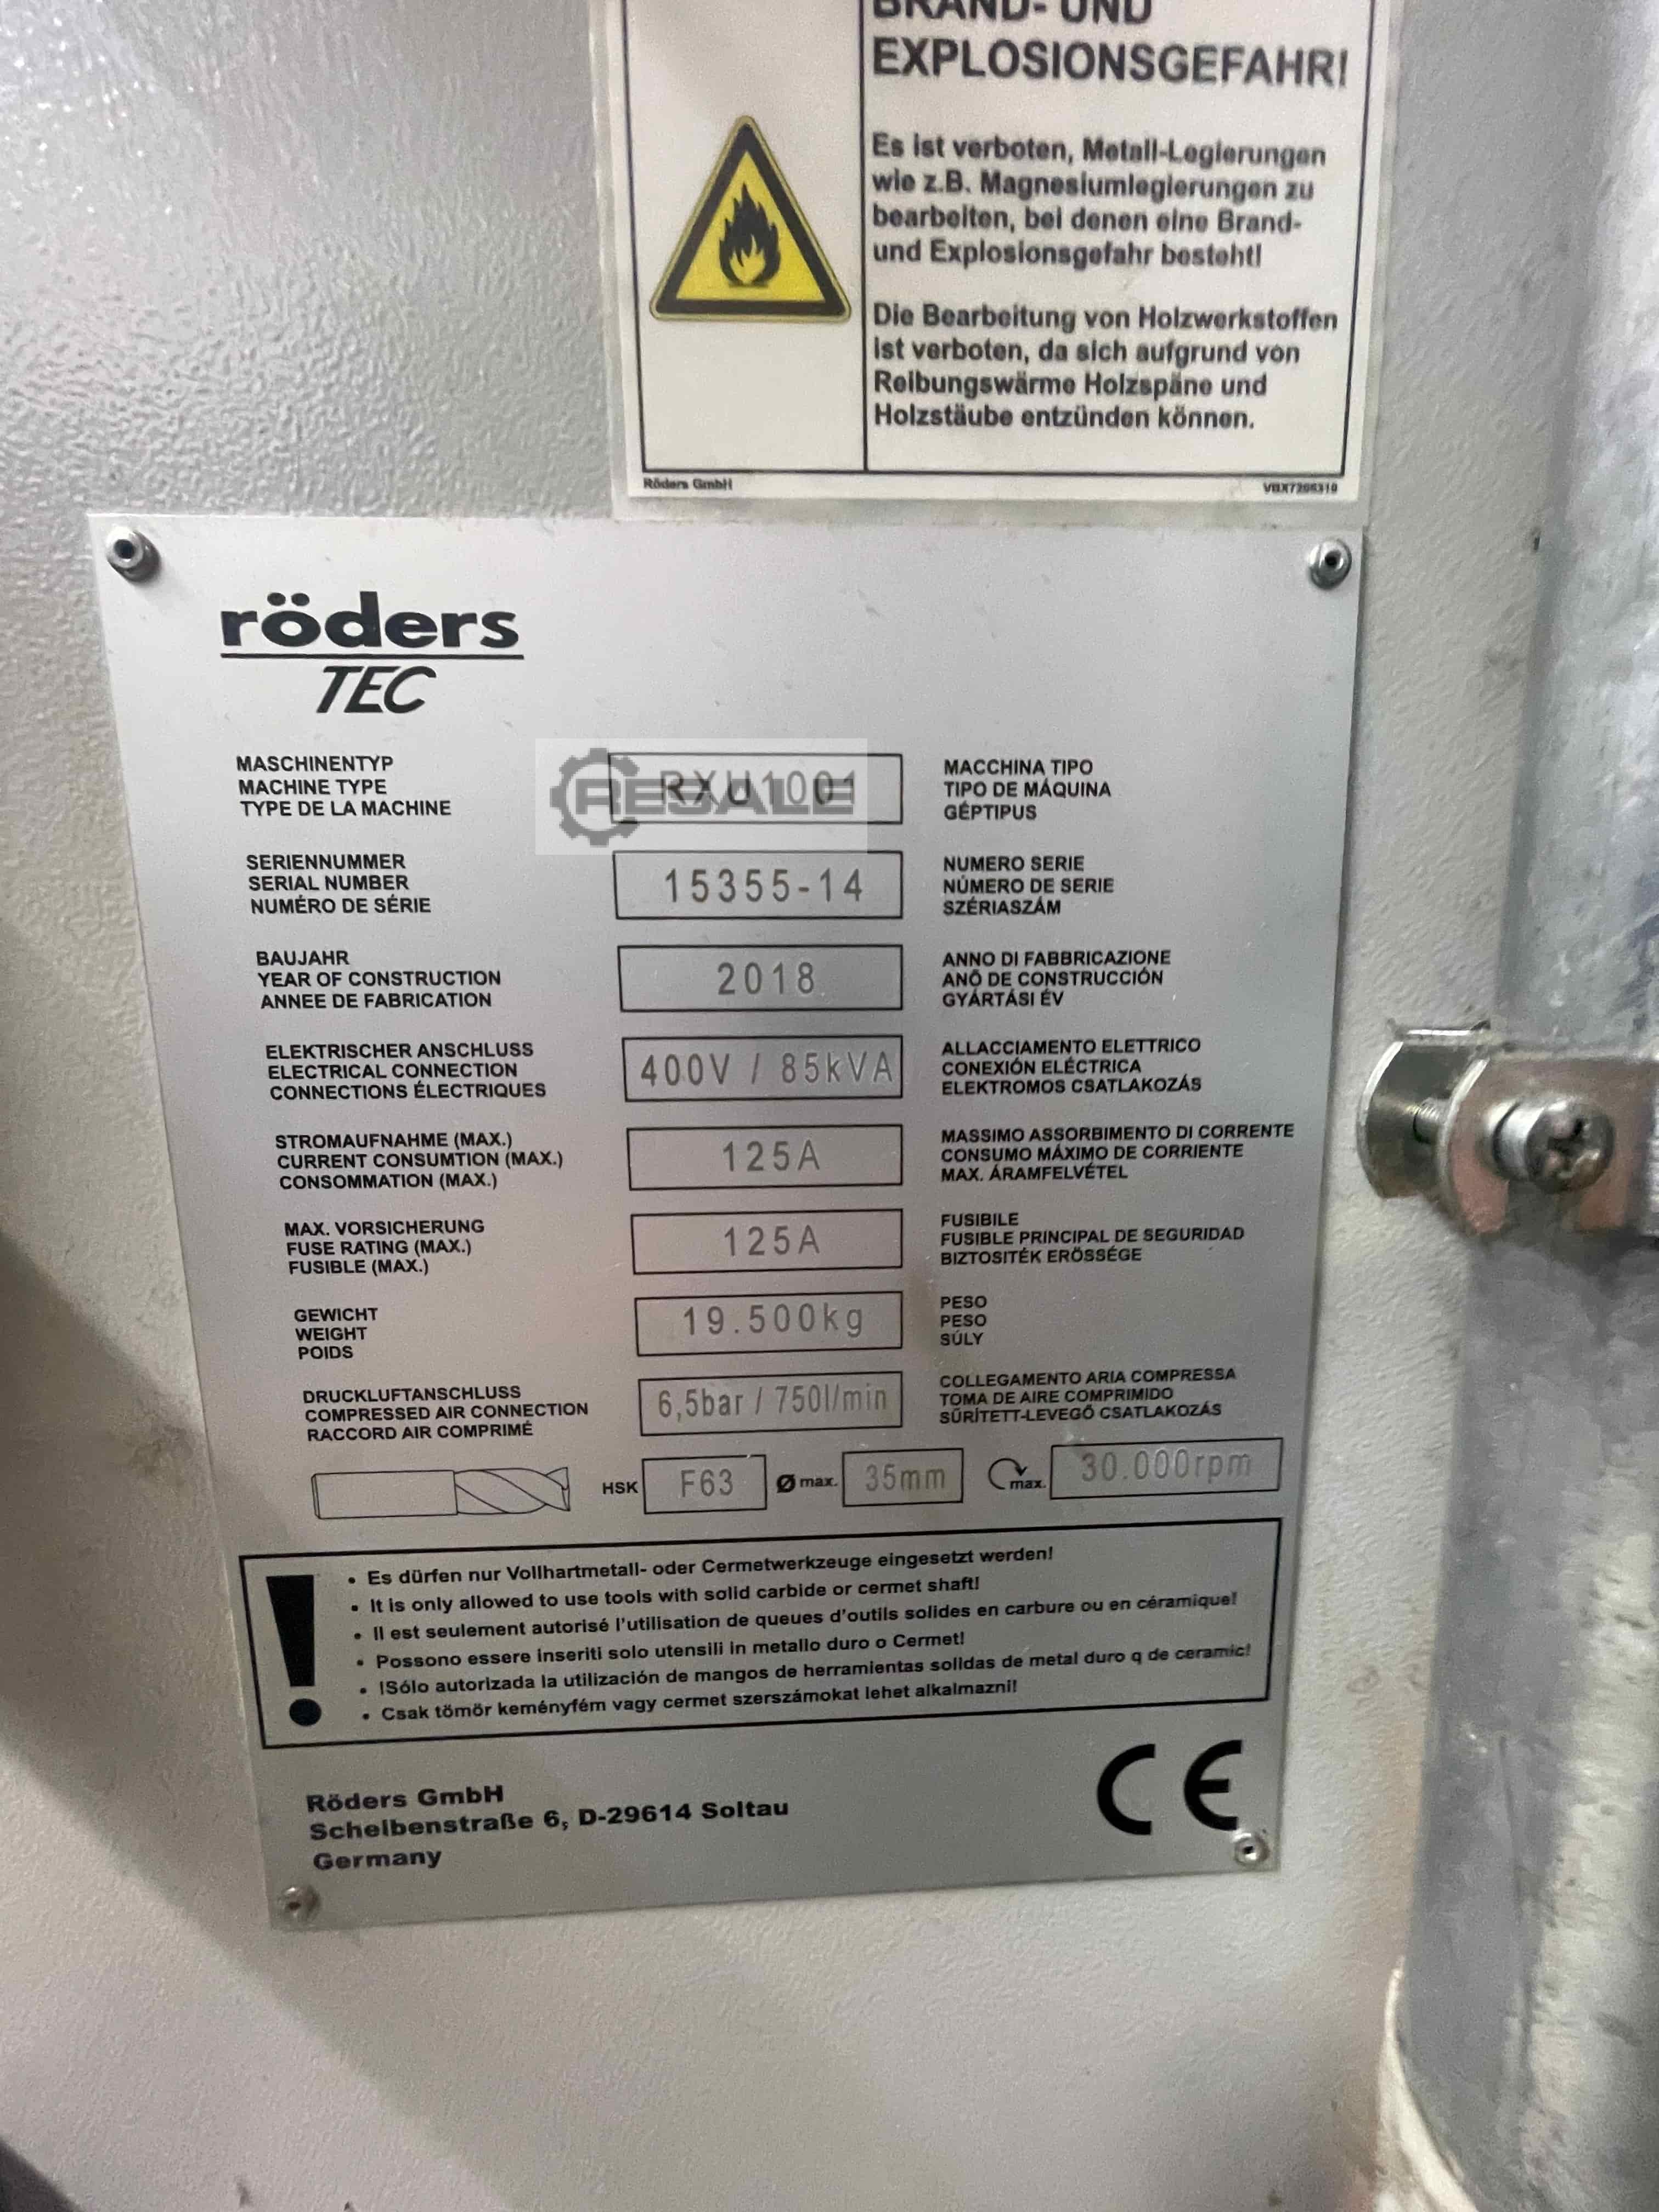 BRAND- UND
EXPLOSIONSGEFAHR!
Es ist verboten, Metall-Legierungen
wie z.B. Magnesiumlegierungen zu
bearbeiten, bei denen eine Brand-
und Explosionsgefahr besteht!
Die Bearbeitung von Holzwerkstoffen
ist verboten, da sich aufgrund von
Reibungswärme Holzspäne und
Holzstäube entzünden können.
Röders GmbH
VBX7206310
röders
TEC
MASCHINENTYP
MACHINE TYPE
TYPE DE LA MACHINE
RXU1001
RESALE
MACCHINA TIPO
TIPO DE MÁQUINA
GÉPTIPUS
SERIENNUMMER
SERIAL NUMBER
NUMÉRO DE SÉRIE
15355-14
NUMERO SERIE
NÚMERO DE SERIE
SZÉRIASZÁM
BAUJAHR
YEAR OF CONSTRUCTION
ANNEE DE FABRICATION
2018
ANNO DI FABBRICAZIONE
ANÕ DE CONSTRUCCIÓN
GYÁRTÁSI ÉV
ELEKTRISCHER ANSCHLUSS
ELECTRICAL CONNECTION
CONNECTIONS ÉLECTRIQUES
400V / 85kVA
ALLACCIAMENTO ELETTRICO
CONEXIÓN ELÉCTRICA
ELEKTROMOS CSATLAKOZÁS
STROMAUFNAHME (MAX.)
CURRENT CONSUMTION (MAX.)
CONSOMMATION (MAX.)
125A
MASSIMO ASSORBIMENTO DI CORRENTE
CONSUMO MÁXIMO DE CORRIENTE
MAX. ÁRAMFELVÉTEL
MAX. VORSICHERUNG
FUSE RATING (MAX.)
FUSIBLE (MAX.)
125A
FUSIBILE
FUSIBLE PRINCIPAL DE SEGURIDAD
BIZTOSITÉK ERÖSSÉGE
GEWICHT
WEIGHT
POIDS
19.500kg
PESO
PESO
SÚLY
DRUCKLUFTANSCHLUSS
COMPRESSED AIR CONNECTION
RACCORD AIR COMPRIMÉ
6,5bar / 750l/min
COLLEGAMENTO ARIA COMPRESSA
TOMA DE AIRE COMPRIMIDO
SŰRÍTETT-LEVEGŐ CSATLAKOZÁS
HSK F63 Ø max. 35mm max. 30.000rpm
• Es dürfen nur Vollhartmetall- oder Cermetwerkzeuge eingesetzt werden!
• It is only allowed to use tools with solid carbide or cermet shaft!
• Il est seulement autorisé l'utilisation de queues d'outils solides en carbure ou en céramique!
• Possono essere inseriti solo utensili in metallo duro o Cermet!
• !Sólo autorizada la utilización de mangos de herramientas solidas de metal duro q de ceramic!
• Csak tömör keményfém vagy cermet szerszámokat lehet alkalmazni!
Röders GmbH
Scheibenstraße 6, D-29614 Soltau
Germany
CE